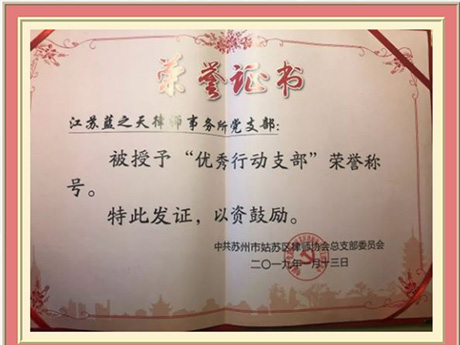 荣誉证书
江苏蓝之天律师事务所党支部:
被授予“优秀行动支部”荣誉称
号。
特此发证，以资鼓励。
中共苏州市姑苏区律师协会总支部委员会
二〇一九年一月十三日